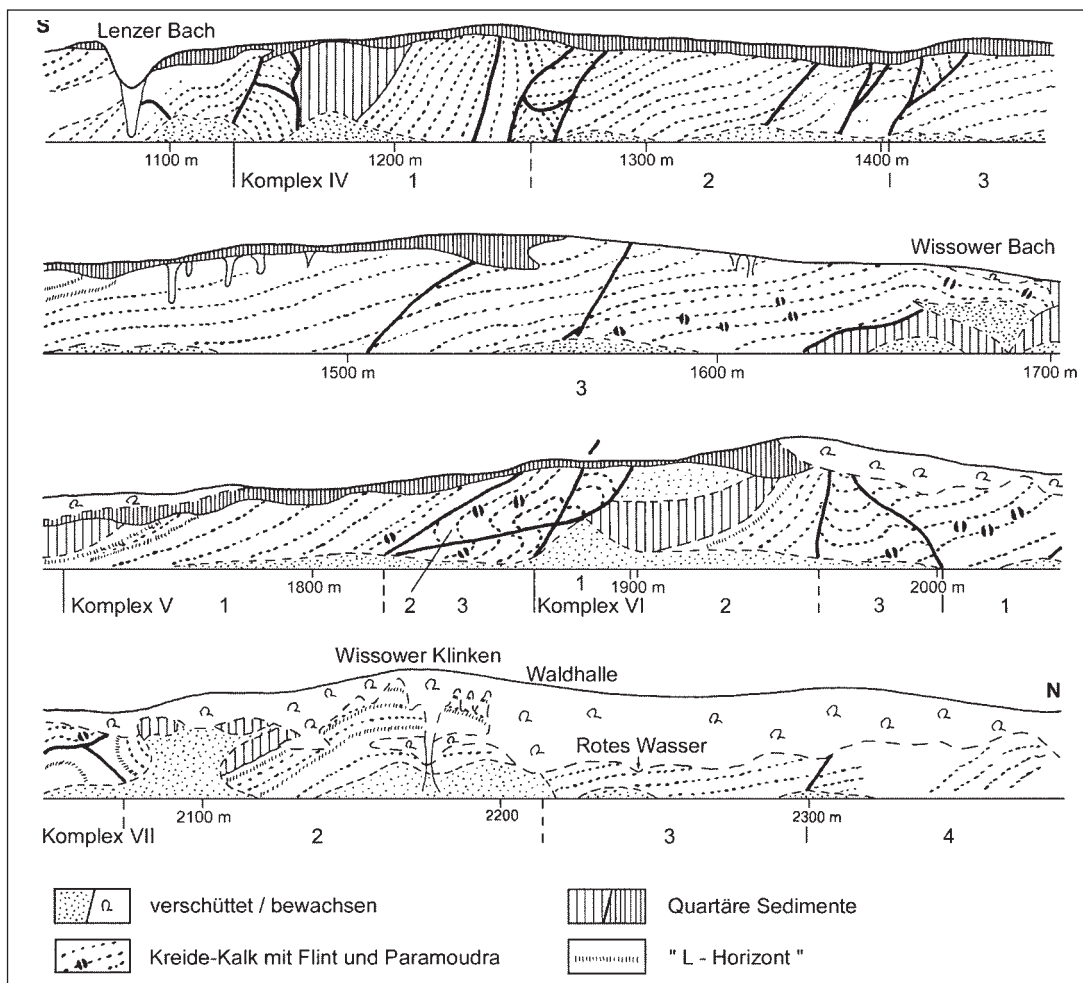 S
Lenzer Bach
1100 m 1200 m 1300 m 1400 m
Komplex IV 1 2 3
Wissower Bach
1500 m 1600 m 1700 m
3
1800 m 1900 m 2000 m
Komplex V 1 2 3 Komplex VI 1 2 3 1
Wissower Klinken
Waldhalle
N
Rotes Wasser
2100 m 2200 2300 m
Komplex VII 2 3 4
verschüttet / bewachsen
Quartäre Sedimente
Kreide-Kalk mit Flint und Paramoudra
" L - Horizont "